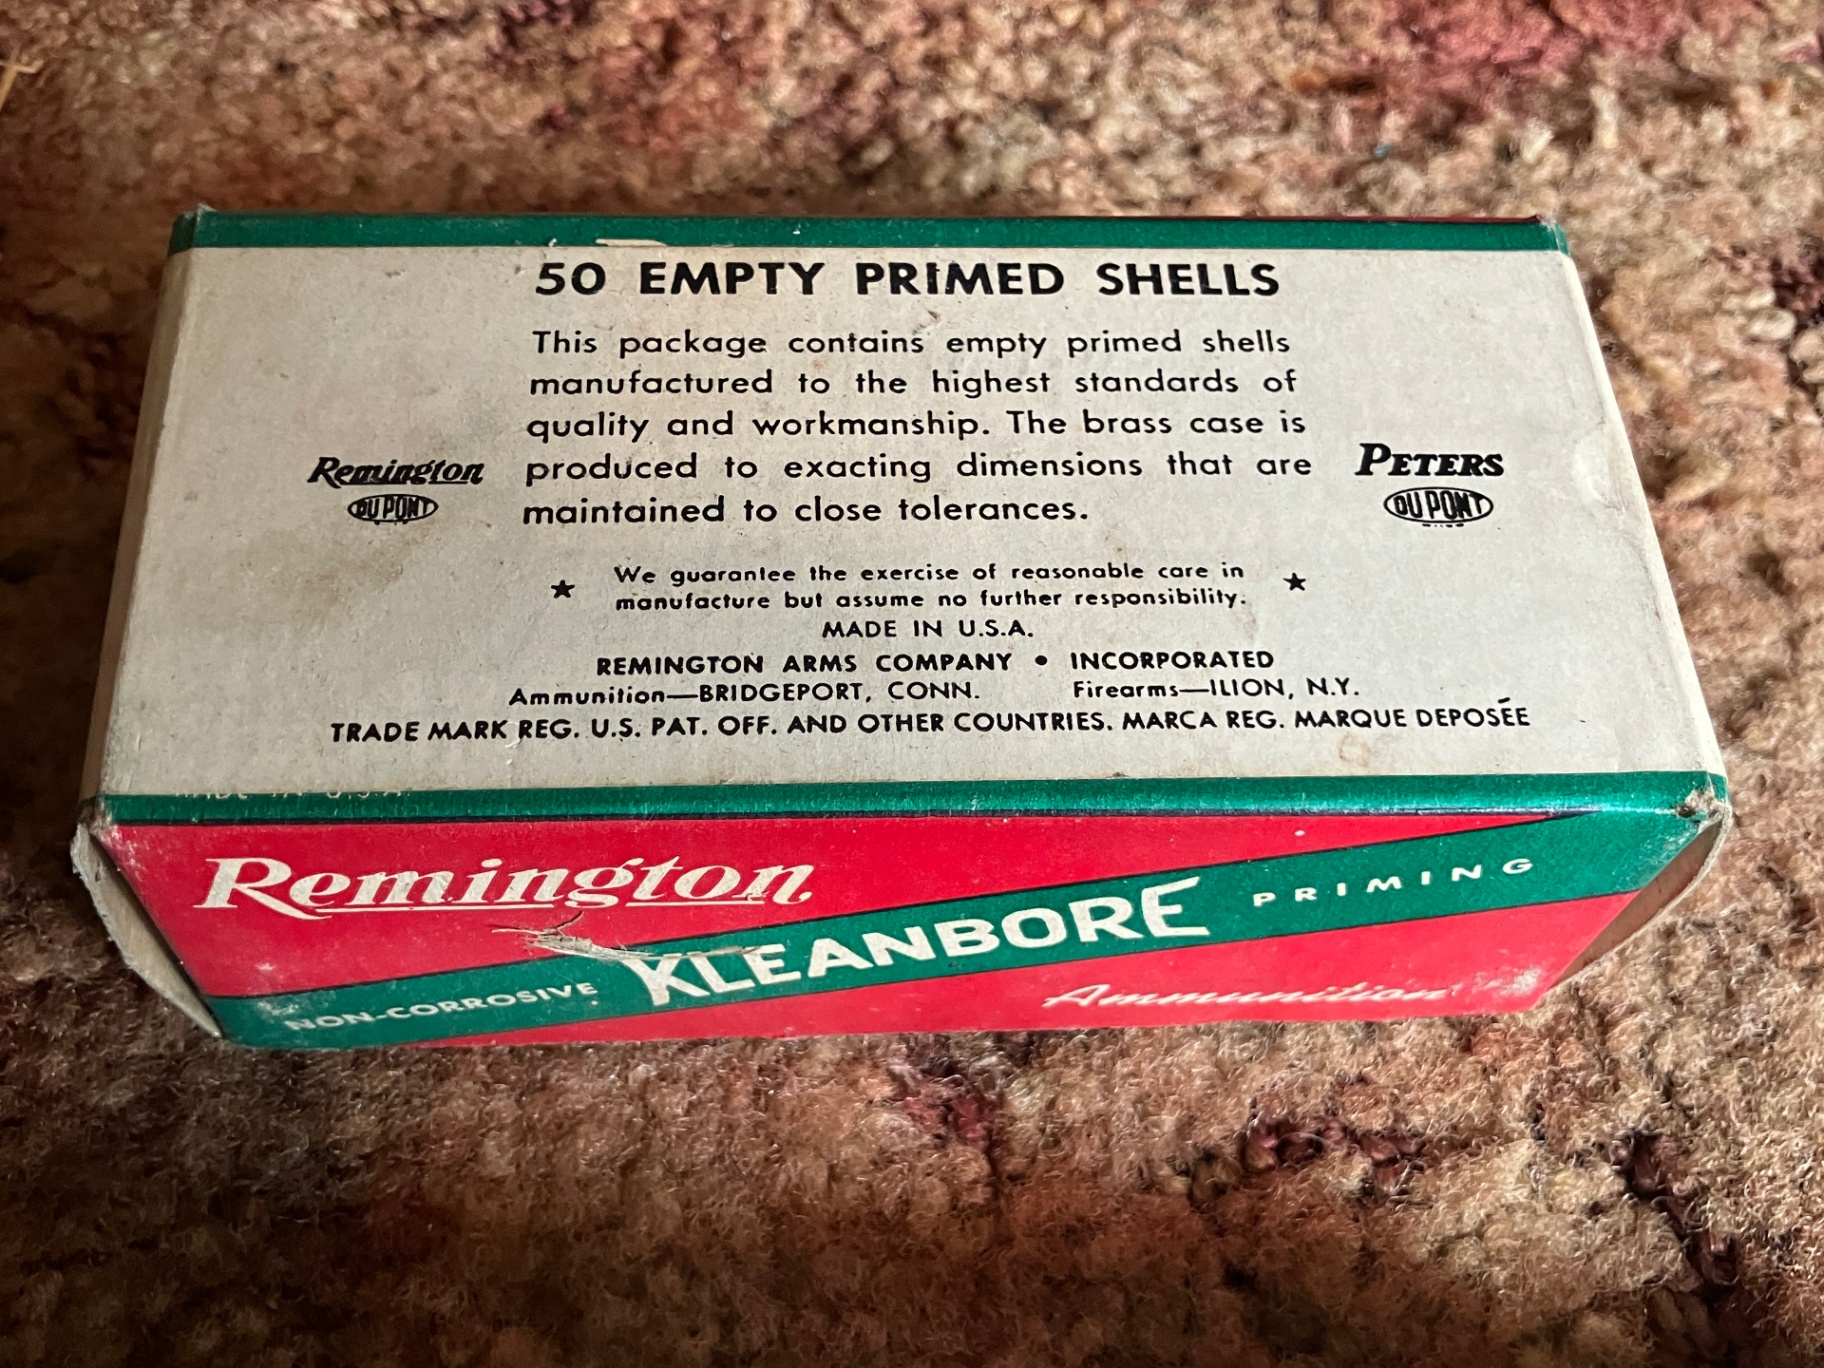 50 EMPTY PRIMED SHELLS
This package contains empty primed shells
manufactured to the highest standards of
quality and workmanship. The brass case is
produced to exacting dimensions that are
maintained to close tolerances.
Remington
DU PONT
PETERS
DU PONT
★ We guarantee the exercise of reasonable care in ★
manufacture but assume no further responsibility.
MADE IN U.S.A.
REMINGTON ARMS COMPANY • INCORPORATED
Ammunition—BRIDGEPORT, CONN. Firearms—ILION, N.Y.
TRADE MARK REG. U.S. PAT. OFF. AND OTHER COUNTRIES. MARCA REG. MARQUE DEPOSÉE
MADE IN U.S.A.
Remington
NON-CORROSIVE KLEANBORE PRIMING
Ammunition